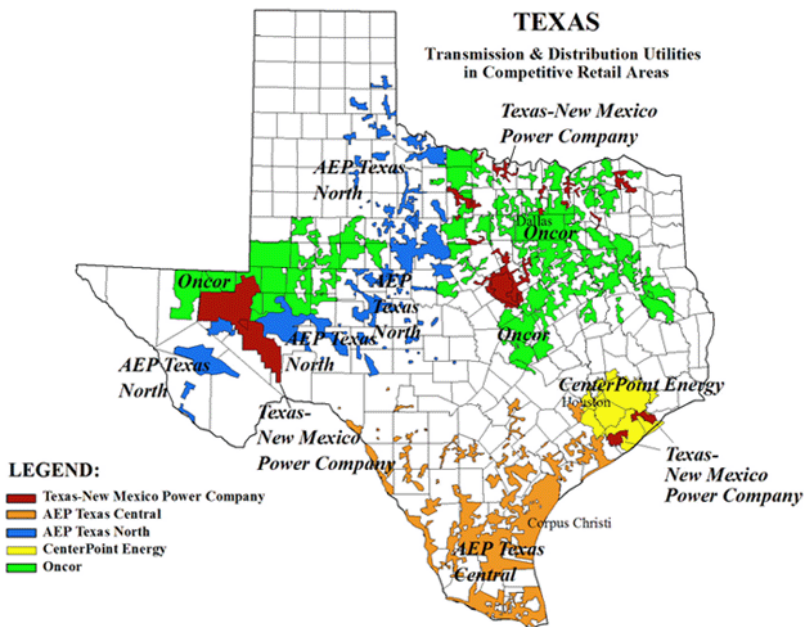 TEXAS
Transmission & Distribution Utilities
in Competitive Retail Areas
Texas-New Mexico
Power Company
AEP Texas
North
Dallas
Oncor
Oncor
AEP
Texas
North
AEP Texas
North
Oncor
AEP Texas
North
CenterPoint Energy
Houston
Texas-
New Mexico
Power Company
Texas-
New Mexico
Power Company
Corpus Christi
AEP Texas
Central
LEGEND:
Texas-New Mexico Power Company
AEP Texas Central
AEP Texas North
CenterPoint Energy
Oncor